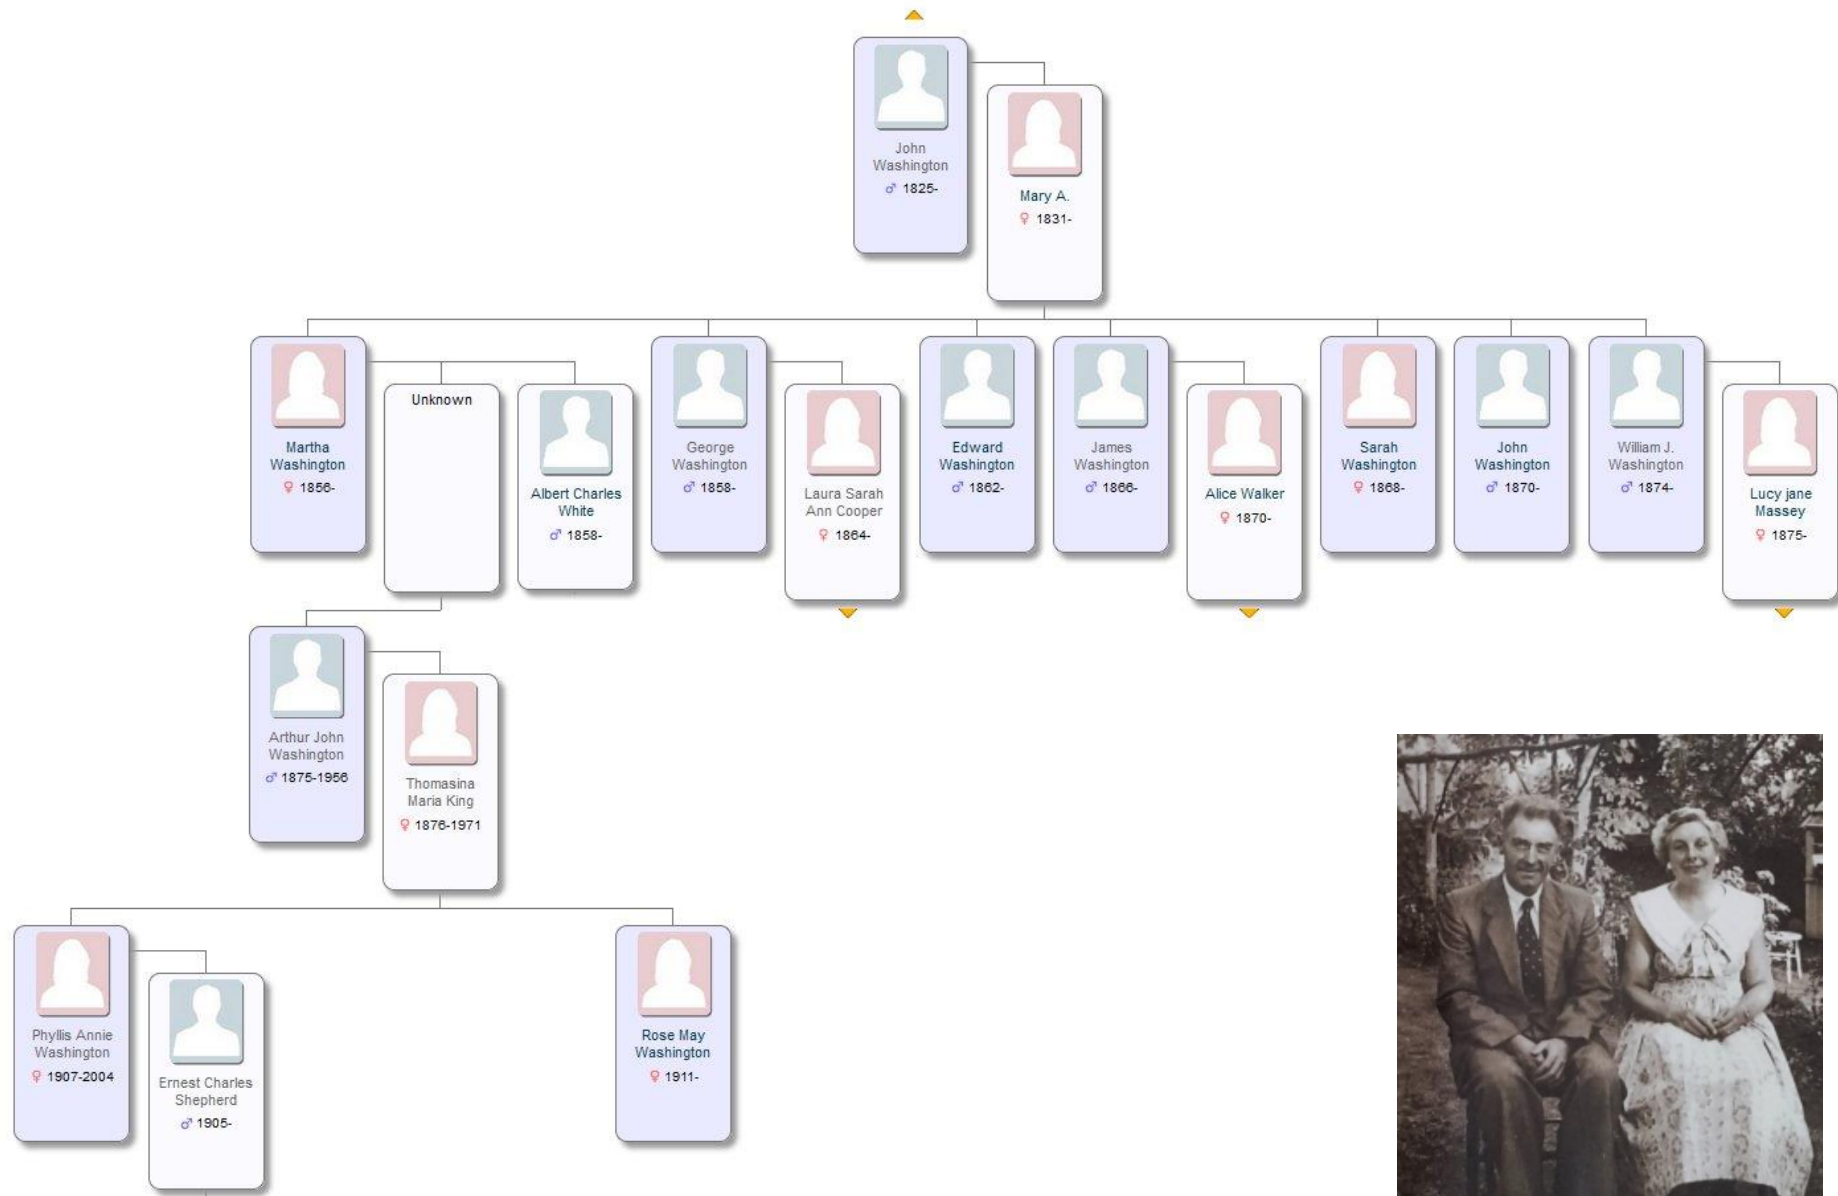 John
Washington
♂ 1825-
Mary A.
♀ 1831-
Martha
Washington
♀ 1856-
Unknown
Albert Charles
White
♂ 1858-
George
Washington
♂ 1858-
Laura Sarah
Ann Cooper
♀ 1864-
Edward
Washington
♂ 1862-
James
Washington
♂ 1866-
Alice Walker
♀ 1870-
Sarah
Washington
♀ 1868-
John
Washington
♂ 1870-
William J.
Washington
♂ 1874-
Lucy jane
Massey
♀ 1875-
Arthur John
Washington
♂ 1875-1956
Thomasina
Maria King
♀ 1876-1971
Phyllis Annie
Washington
♀ 1907-2004
Ernest Charles
Shepherd
♂ 1905-
Rose May
Washington
♀ 1911-